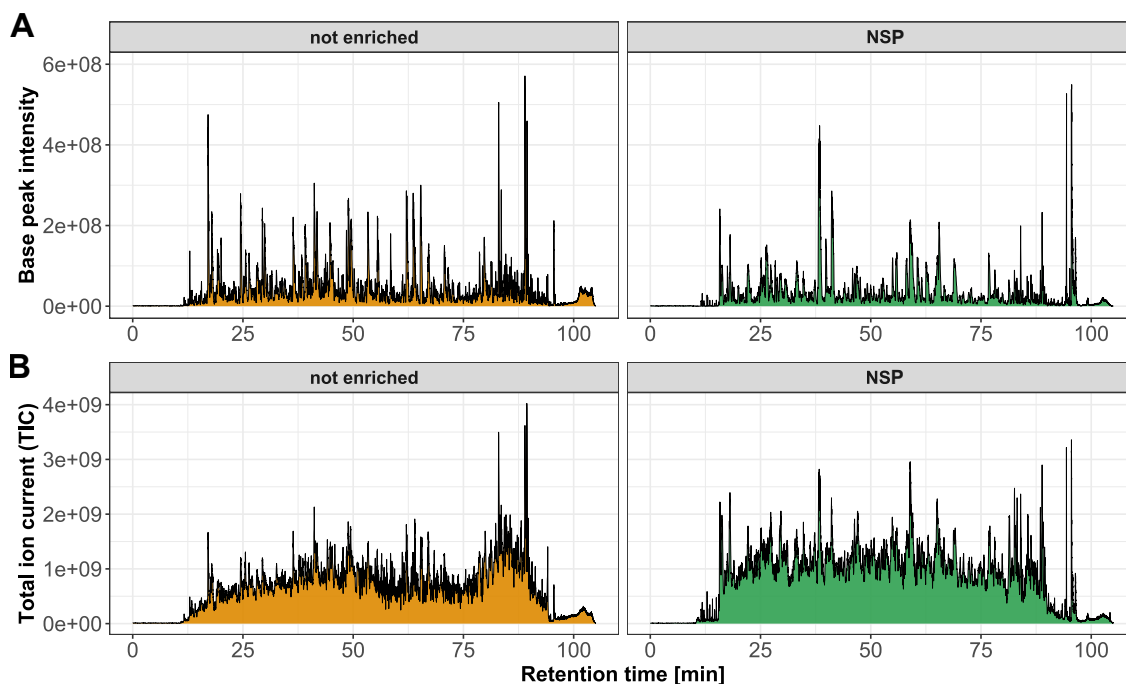 A
not enriched
NSP
Base peak intensity
6e+08
4e+08
2e+08
0e+00
0 25 50 75 100
0 25 50 75 100
B
not enriched
NSP
Total ion current (TIC)
4e+09
3e+09
2e+09
1e+09
0e+00
0 25 50 75 100
0 25 50 75 100
Retention time [min]